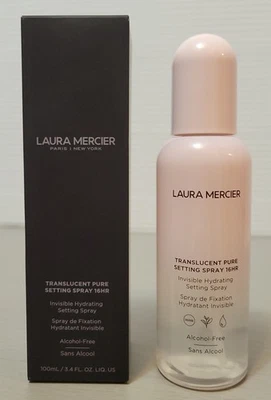 LAURA MERCIER
PARIS | NEW YORK
TRANSLUCENT PURE
SETTING SPRAY 16HR
Invisible Hydrating
Setting Spray
Spray de Fixation
Hydratant Invisible
Alcohol-Free
Sans Alcool
100mL / 3.4 FL. OZ. LIQ. US
LAURA MERCIER
TRANSLUCENT PURE
SETTING SPRAY 16HR
Invisible Hydrating
Setting Spray
Spray de Fixation
Hydratant Invisible
Alcohol-Free
Sans Alcool